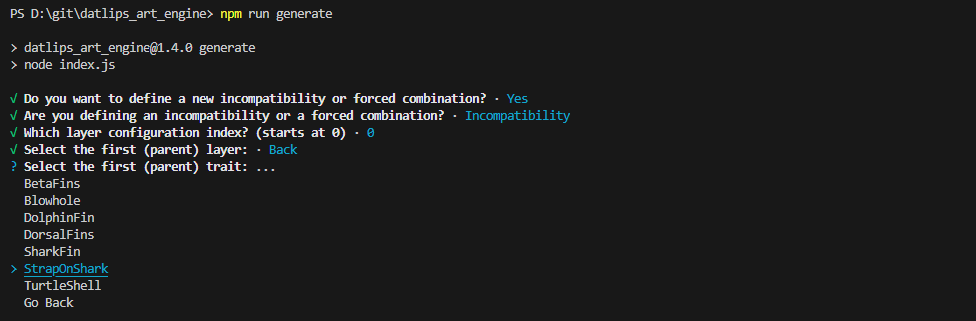 PS D:\git\datlips_art_engine> npm run generate
> datlips_art_engine@1.4.0 generate
> node index.js
√ Do you want to define a new incompatibility or forced combination? · Yes
√ Are you defining an incompatibility or a forced combination? · Incompatibility
√ Which layer configuration index? (starts at 0) · 0
√ Select the first (parent) layer: · Back
? Select the first (parent) trait: ...
BetaFins
Blowhole
DolphinFin
DorsalFins
SharkFin
> StrapOnShark
TurtleShell
Go Back